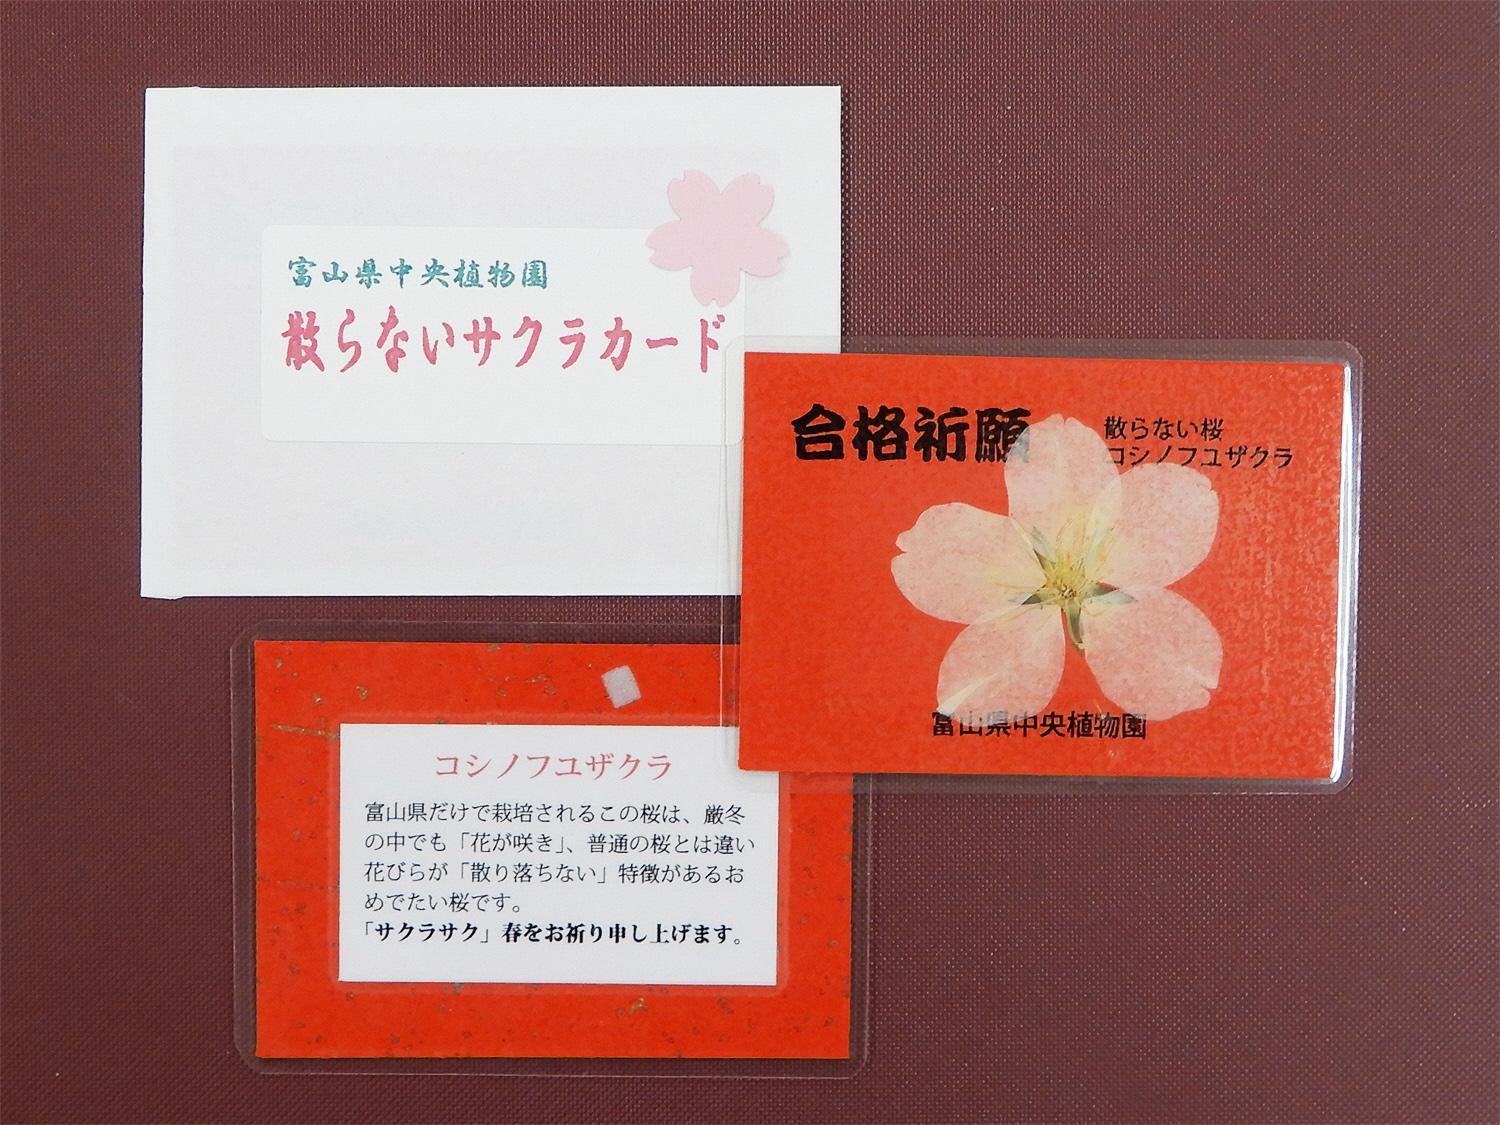 富山県中央植物園
散らないサクラカード
合格祈願
散らない桜
コシノフユザクラ
富山県中央植物園
コシノフユザクラ
富山県だけで栽培されるこの桜は、厳冬
の中でも「花が咲き」、普通の桜とは違い
花びらが「散り落ちない」特徴があるお
めでたい桜です。
「サクラサク」春をお祈り申し上げます。